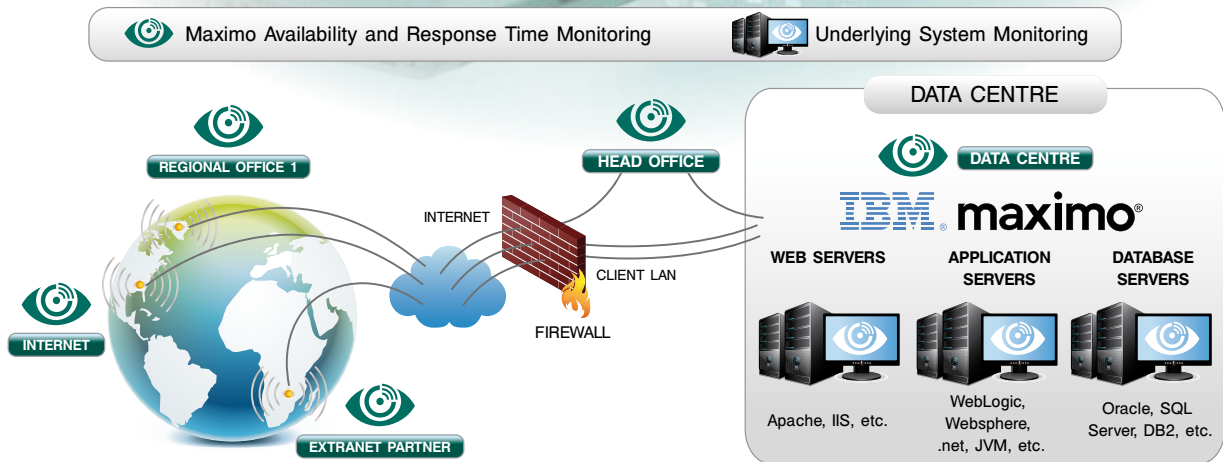 Maximo Availability and Response Time Monitoring
Underlying System Monitoring
DATA CENTRE
REGIONAL OFFICE 1
HEAD OFFICE
DATA CENTRE
IBM® maximo®
INTERNET
CLIENT LAN
FIREWALL
INTERNET
EXTRANET PARTNER
WEB SERVERS
Apache, IIS, etc.
APPLICATION
SERVERS
WebLogic,
Websphere,
.net, JVM, etc.
DATABASE
SERVERS
Oracle, SQL
Server, DB2, etc.